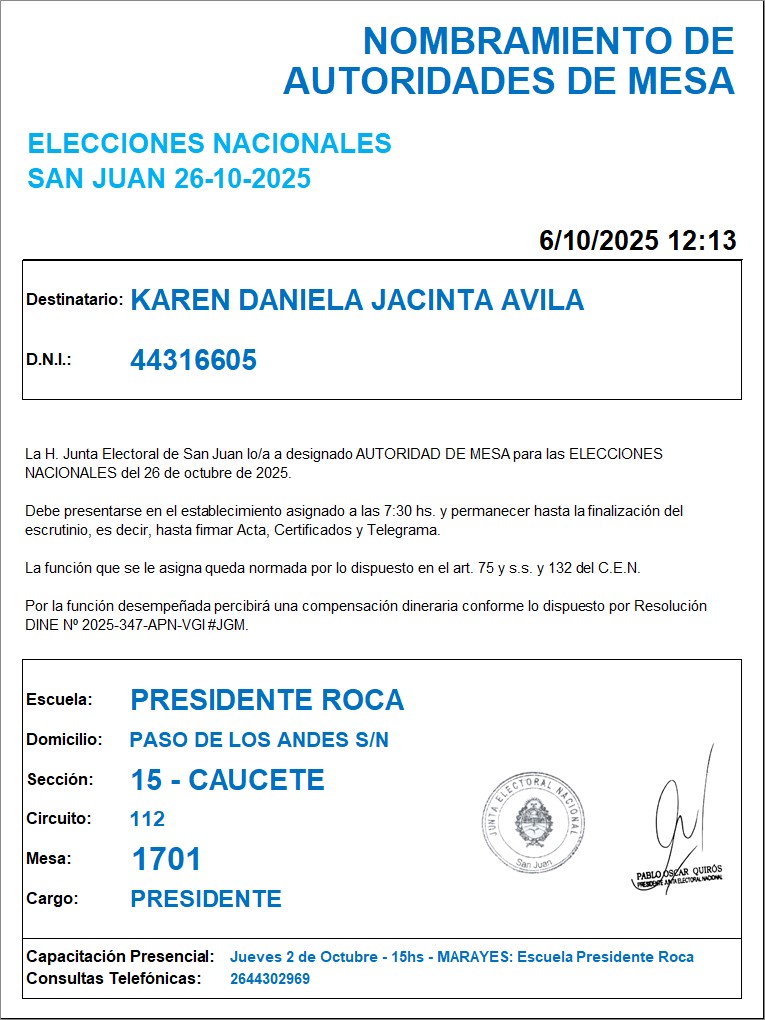 NOMBRAMIENTO DE
AUTORIDADES DE MESA
ELECCIONES NACIONALES
SAN JUAN 26-10-2025
6/10/2025 12:13
Destinatario: KAREN DANIELA JACINTA AVILA
D.N.I.: 44316605
La H. Junta Electoral de San Juan lo/a a designado AUTORIDAD DE MESA para las ELECCIONES
NACIONALES del 26 de octubre de 2025.
Debe presentarse en el establecimiento asignado a las 7:30 hs. y permanecer hasta la finalización del
escrutinio, es decir, hasta firmar Acta, Certificados y Telegrama.
La función que se le asigna queda normada por lo dispuesto en el art. 75 y s.s. y 132 del C.E.N.
Por la función desempeñada percibirá una compensación dineraria conforme lo dispuesto por Resolución
DINE Nº 2025-347-APN-VGI#JGM.
Escuela: PRESIDENTE ROCA
Domicilio: PASO DE LOS ANDES S/N
Sección: 15 - CAUCETE
Circuito: 112
Mesa: 1701
Cargo: PRESIDENTE
JUNTA ELECTORAL NACIONAL
San Juan
PABLO OSCAR QUIRÓS
PRESIDENTE JUNTA ELECTORAL NACIONAL
Capacitación Presencial: Jueves 2 de Octubre - 15hs - MARAYES: Escuela Presidente Roca
Consultas Telefónicas: 2644302969